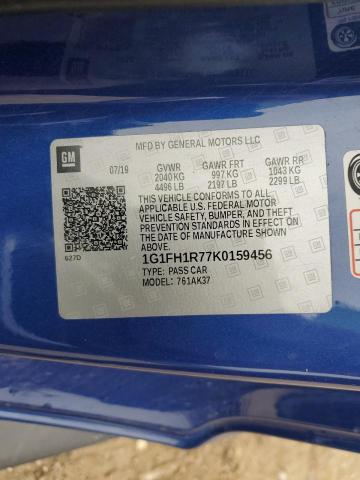 MFD BY GENERAL MOTORS LLC
GM
07/19 GVWR GAWR FRT GAWR RR
2040 KG 997 KG 1043 KG
4496 LB 2197 LB 2299 LB
THIS VEHICLE CONFORMS TO ALL
APPLICABLE U.S. FEDERAL MOTOR
VEHICLE SAFETY, BUMPER, AND THEFT
PREVENTION STANDARDS IN EFFECT
ON THE DATE OF MANUFACTURE
SHOWN ABOVE.
627D
1G1FH1R77K0159456
TYPE: PASS CAR
MODEL: 761AK37